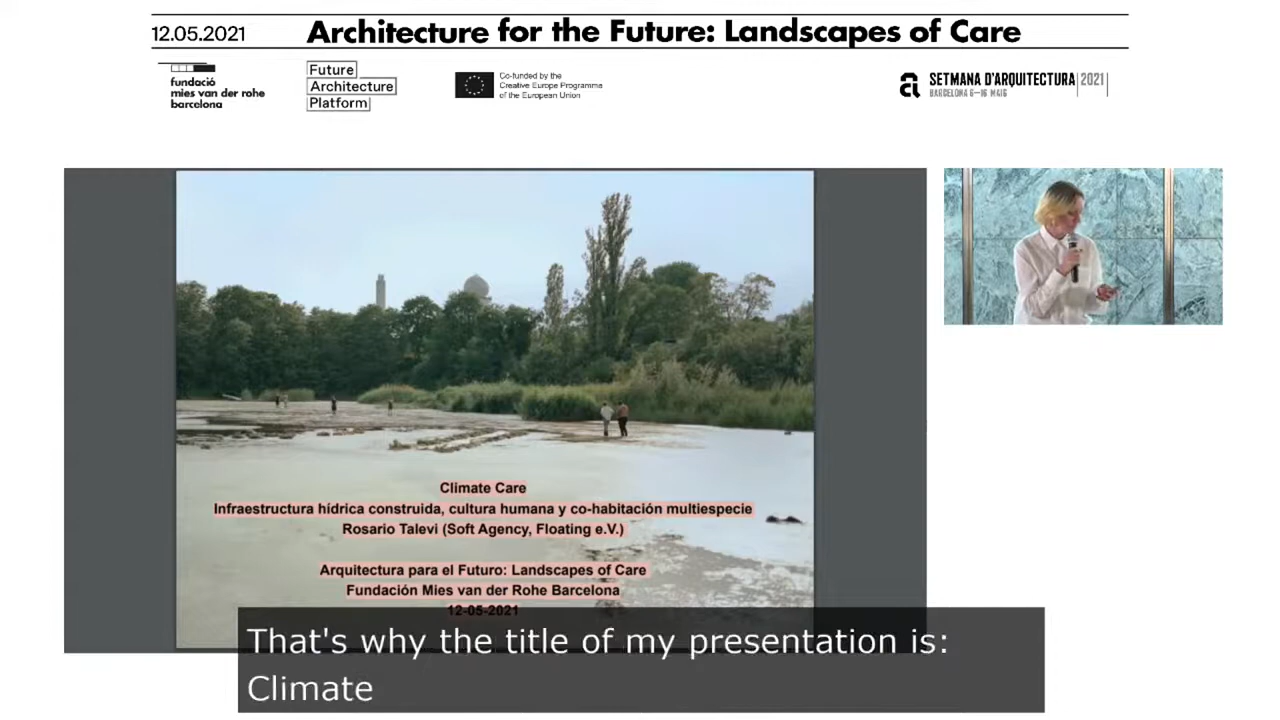 12.05.2021
Architecture for the Future: Landscapes of Care
fundació
mies van der rohe
barcelona
Future
Architecture
Platform
Co-funded by the
Creative Europe Programme
of the European Union
SETMANA D'ARQUITECTURA 2021
BARCELONA 6–16 MAIG
Climate Care
Infraestructura hídrica construida, cultura humana y co-habitación multiespecie
Rosario Talevi (Soft Agency, Floating e.V.)
Arquitectura para el Futuro: Landscapes of Care
Fundación Mies van der Rohe Barcelona
12-05-2021
That's why the title of my presentation is:
Climate